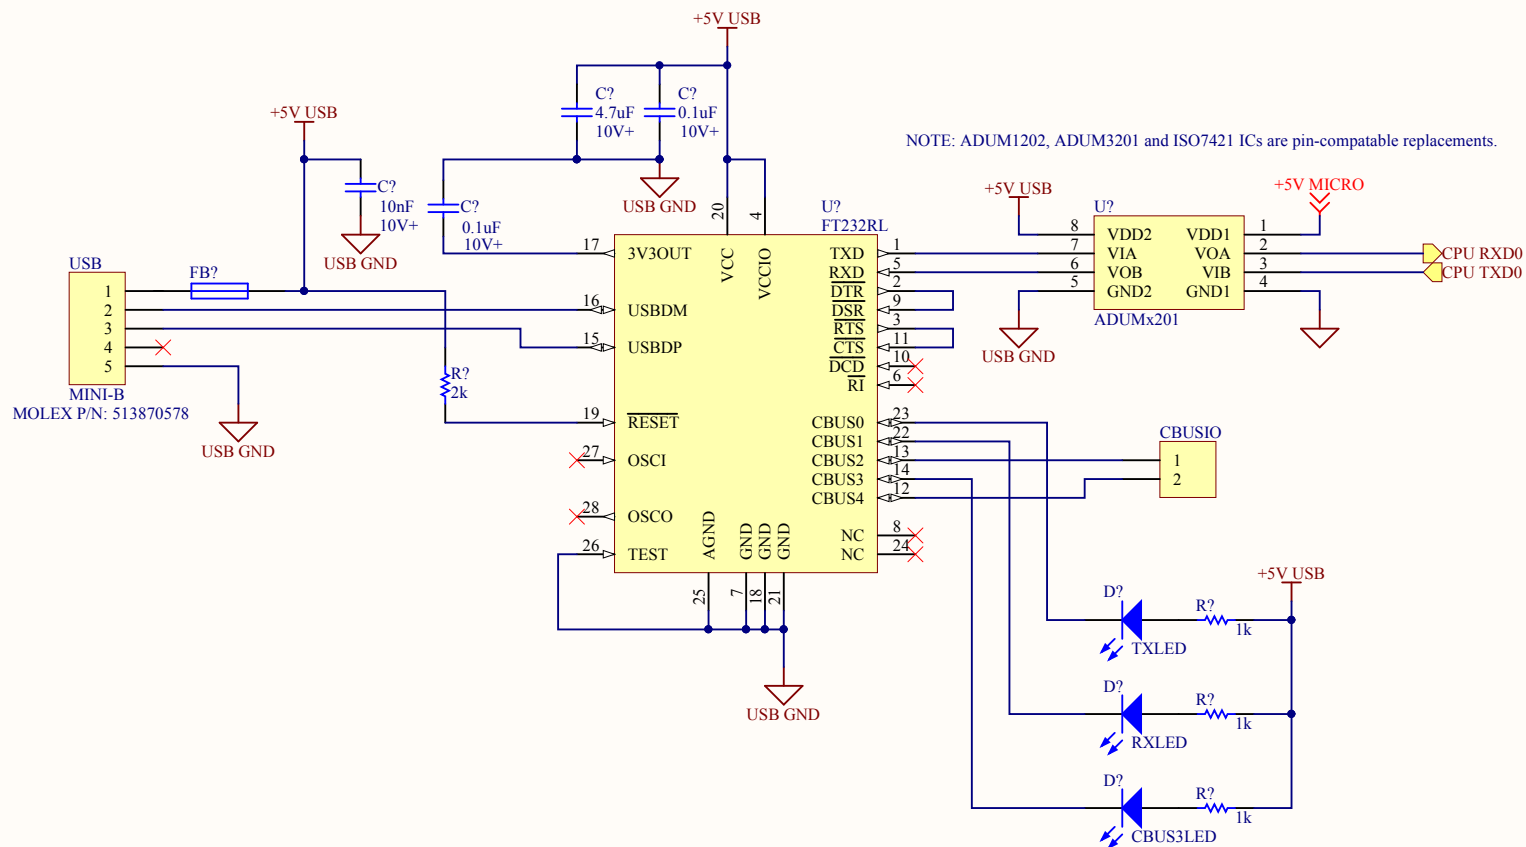 +5V USB
C?
4.7uF
10V+
C?
0.1uF
10V+
+5V USB
NOTE: ADUM1202, ADUM3201 and ISO7421 ICs are pin-compatable replacements.
C?
10nF
10V+
USB GND
C?
0.1uF
10V+
USB GND
+5V USB
+5V MICRO
USB
1
2
3
4
5
MINI-B
MOLEX P/N: 513870578
FB?
USB GND
R?
2k
U?
FT232RL
20
4
VCC
VCCIO
17
3V3OUT
16
USBDM
15
USBDP
19
RESET
27
OSCI
28
OSCO
26
TEST
AGND
GND
GND
GND
25
7
18
21
USB GND
TXD
1
RXD
5
DTR
2
DSR
9
RTS
3
CTS
11
DCD
10
RI
6
CBUS0
23
CBUS1
22
CBUS2
13
CBUS3
14
CBUS4
12
NC
8
NC
24
U?
8
VDD2
VDD1
1
7
VIA
VOA
2
6
VOB
VIB
3
5
GND2
GND1
4
ADUMx201
USB GND
CPU RXD0
CPU TXD0
CBUSIO
1
2
+5V USB
D?
R?
1k
TXLED
D?
R?
1k
RXLED
D?
R?
1k
CBUS3LED